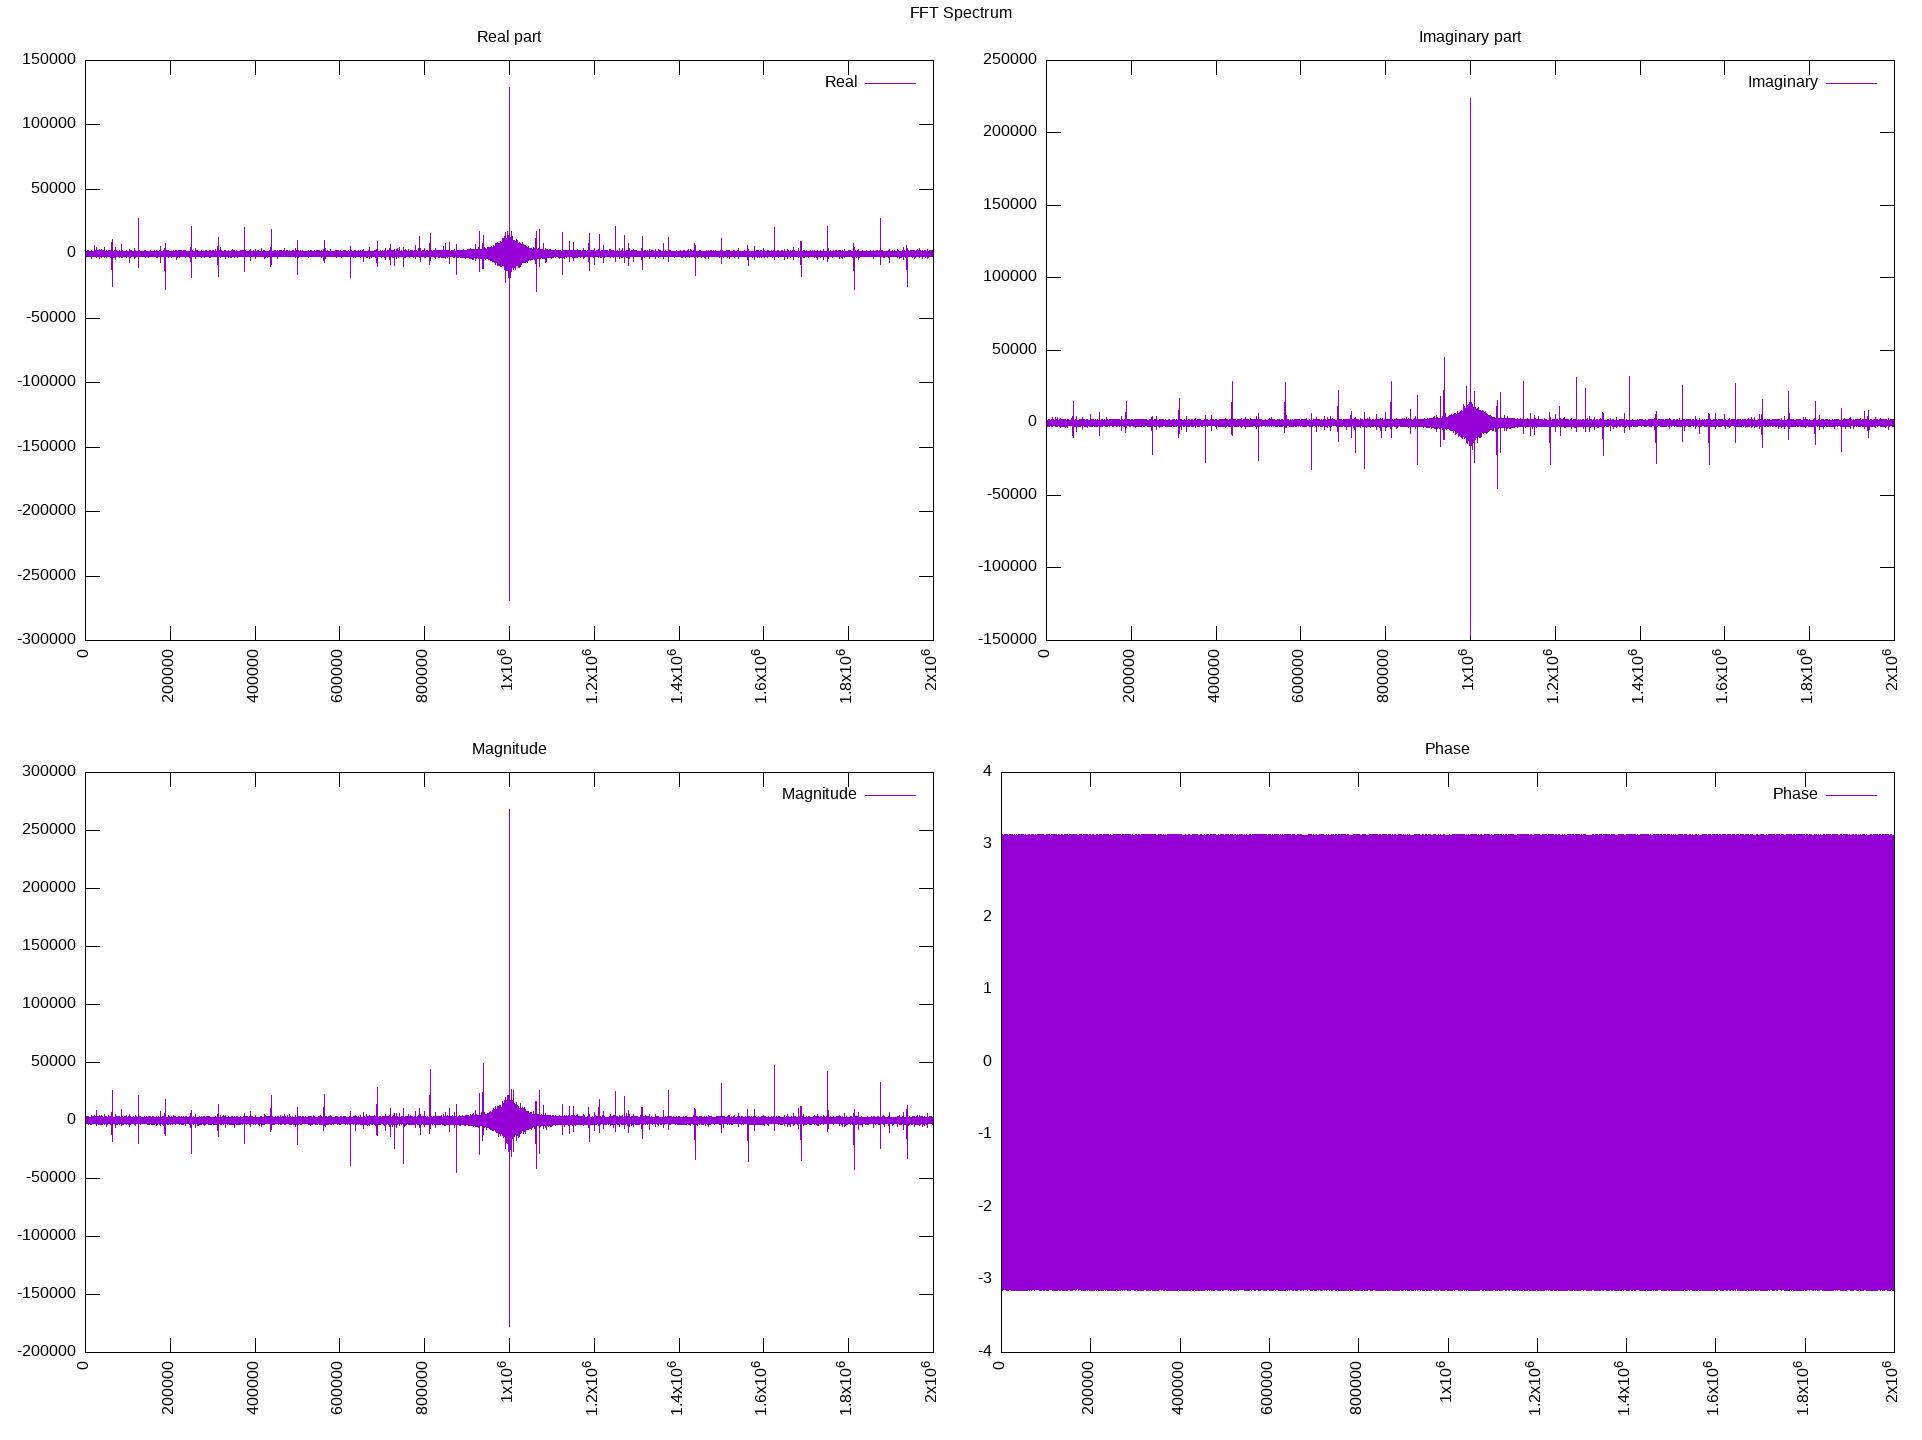 FFT Spectrum
Real part
Real
150000
100000
50000
0
-50000
-100000
-150000
-200000
-250000
-300000
0
200000
400000
600000
800000
1x10⁶
1.2x10⁶
1.4x10⁶
1.6x10⁶
1.8x10⁶
2x10⁶
Imaginary part
Imaginary
250000
200000
150000
100000
50000
0
-50000
-100000
-150000
0
200000
400000
600000
800000
1x10⁶
1.2x10⁶
1.4x10⁶
1.6x10⁶
1.8x10⁶
2x10⁶
Magnitude
Magnitude
300000
250000
200000
150000
100000
50000
0
-50000
-100000
-150000
-200000
0
200000
400000
600000
800000
1x10⁶
1.2x10⁶
1.4x10⁶
1.6x10⁶
1.8x10⁶
2x10⁶
Phase
Phase
4
3
2
1
0
-1
-2
-3
-4
0
200000
400000
600000
800000
1x10⁶
1.2x10⁶
1.4x10⁶
1.6x10⁶
1.8x10⁶
2x10⁶